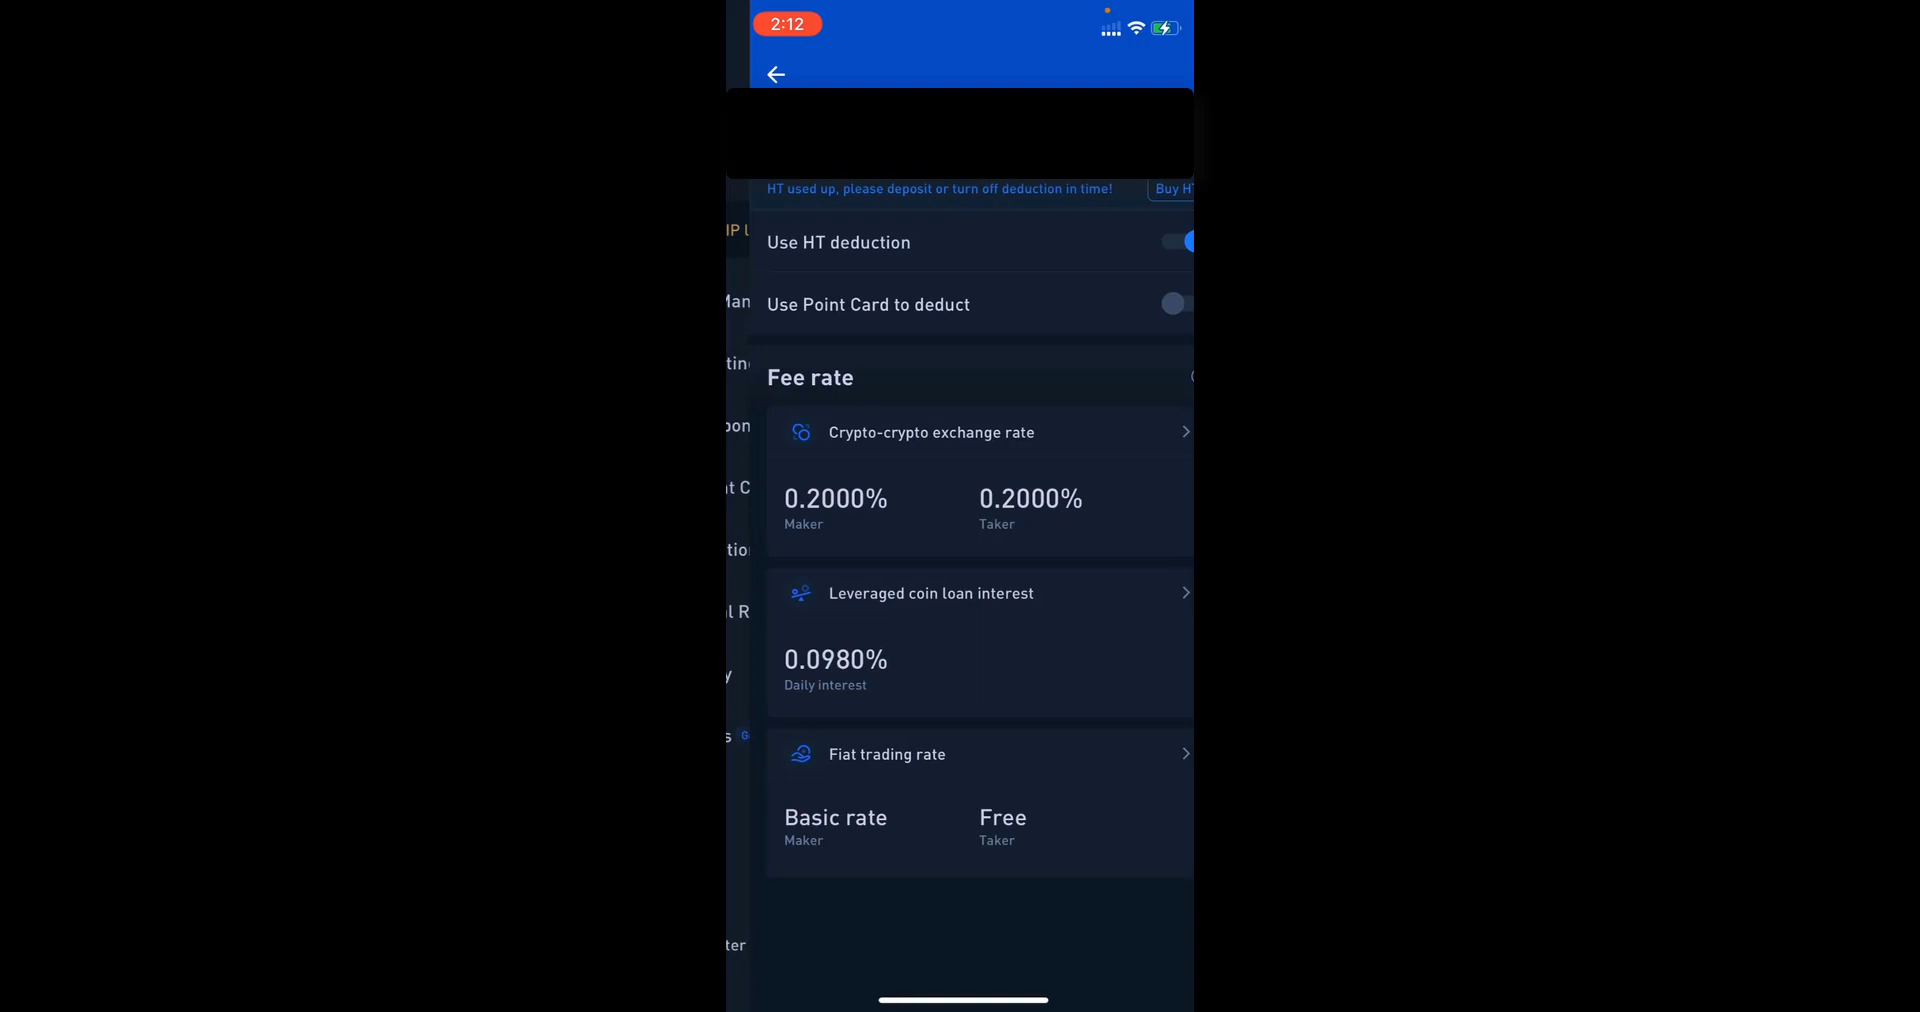 2:12
HT used up, please deposit or turn off deduction in time!
Buy HT
Use HT deduction
Use Point Card to deduct
Fee rate
Crypto-crypto exchange rate
0.2000% 0.2000%
Maker Taker
Leveraged coin loan interest
0.0980%
Daily interest
Fiat trading rate
Basic rate Free
Maker Taker